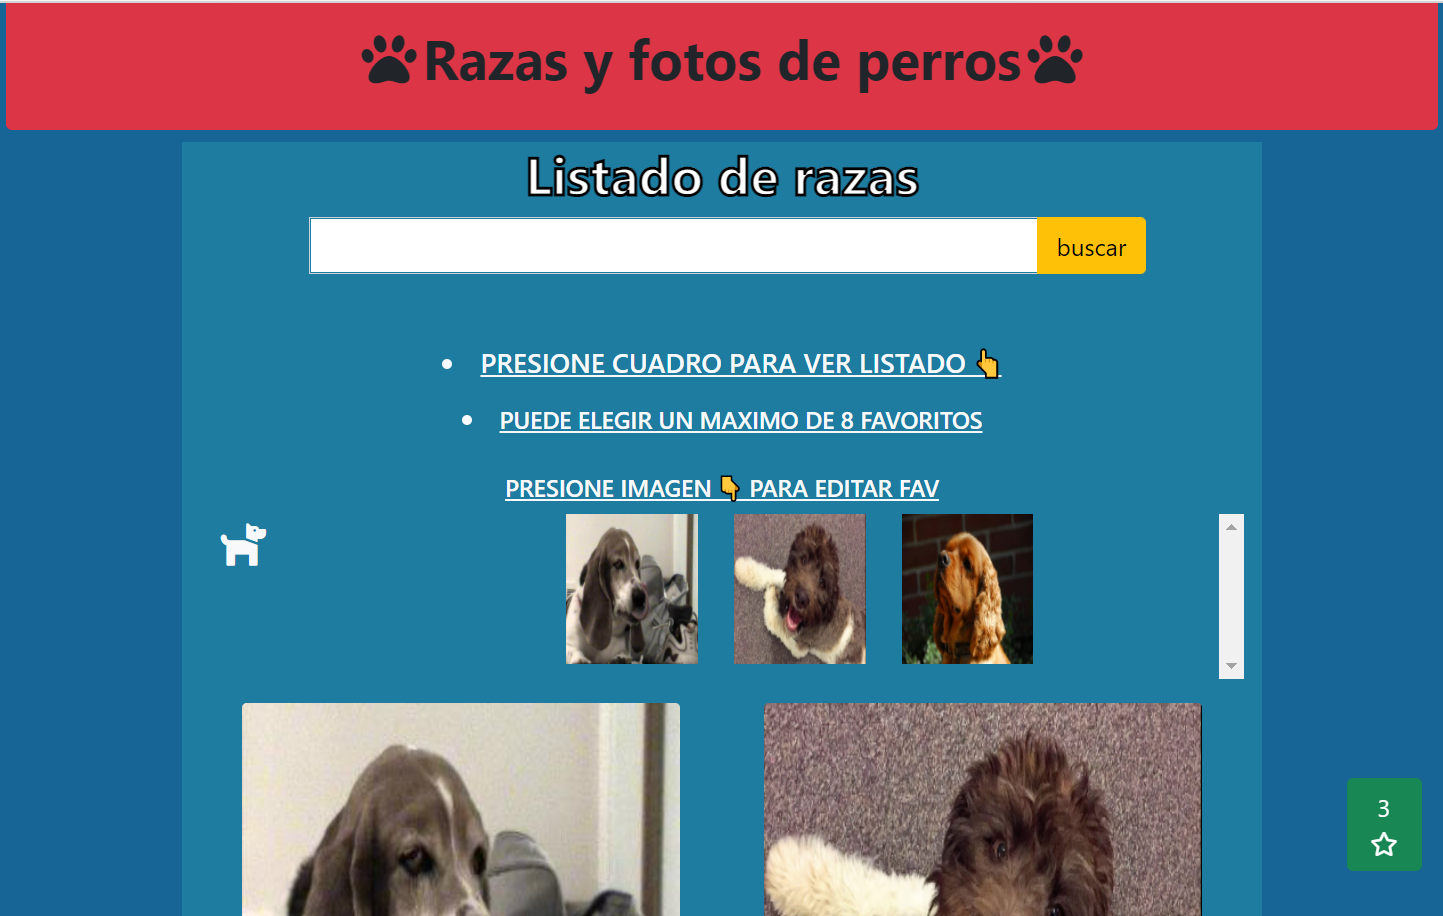 Razas y fotos de perros
Listado de razas
buscar
PRESIONE CUADRO PARA VER LISTADO 👆
PUEDE ELEGIR UN MAXIMO DE 8 FAVORITOS
PRESIONE IMAGEN 👇 PARA EDITAR FAV
3